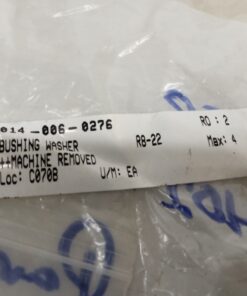 014-006-0276 RO: 2
BUSHING WASHER R8-22 Max: 4
++MACHINE REMOVED
Loc: C070B U/M: EA